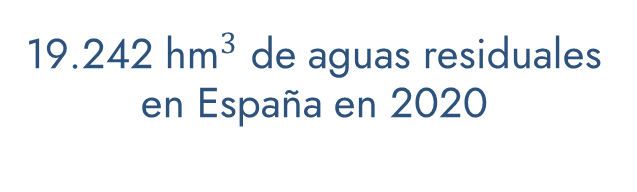 19.242 hm³ de aguas residuales
en España en 2020